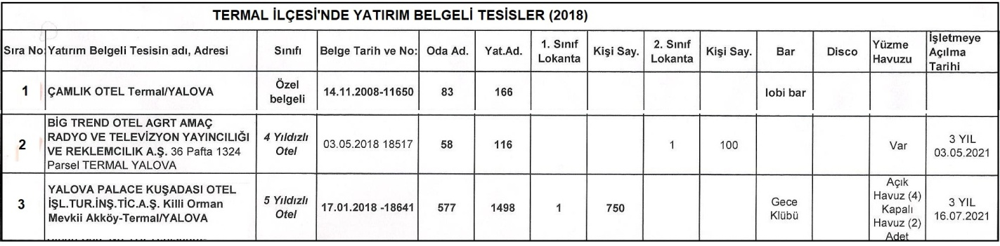 TERMAL İLÇESİ'NDE YATIRIM BELGELİ TESİSLER (2018)
Sıra No: Yatırım Belgeli Tesisin adı, Adresi Sınıfı Belge Tarih ve No: Oda Ad. Yat.Ad. 1. Sınıf Lokanta Kişi Say. 2. Sınıf Lokanta Kişi Say. Bar Disco Yüzme Havuzu İşletmeye Açılma Tarihi
1 ÇAMLIK OTEL Termal/YALOVA Özel belgeli 14.11.2008-11650 83 166 lobi bar
2 BİG TREND OTEL AGRT AMAÇ
RADYO VE TELEVİZYON YAYINCILIĞI
VE REKLEMCILIK A.Ş. 36 Pafta 1324
Parsel TERMAL YALOVA
4 Yıldızlı Otel 03.05.2018 18517 58 116 1 100 Var 3 YIL 03.05.2021
3 YALOVA PALACE KUŞADASI OTEL
İŞL.TUR.İNŞ.TİC.A.Ş. Killi Orman
Mevkii Akköy-Termal/YALOVA
5 Yıldızlı Otel 17.01.2018 -18641 577 1498 1 750 Gece Klübü Açık Havuz (4) Kapalı Havuz (2) Adet 3 YIL 16.07.2021